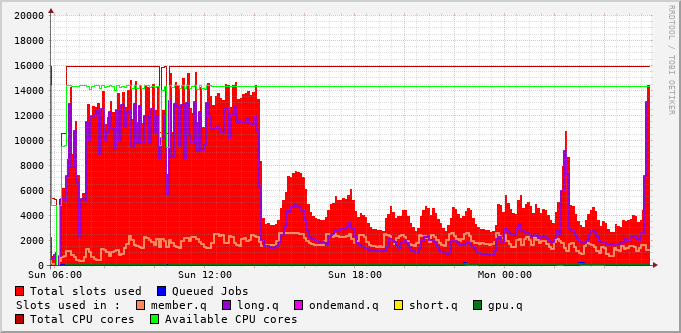 20000
18000
16000
14000
12000
10000
8000
6000
4000
2000
0
Sun 06:00 Sun 12:00 Sun 18:00 Mon 00:00
Total slots used Queued Jobs
Slots used in : member.q long.q ondemand.q short.q gpu.q
Total CPU cores Available CPU cores
RRDTOOL / TOBI OETIKER